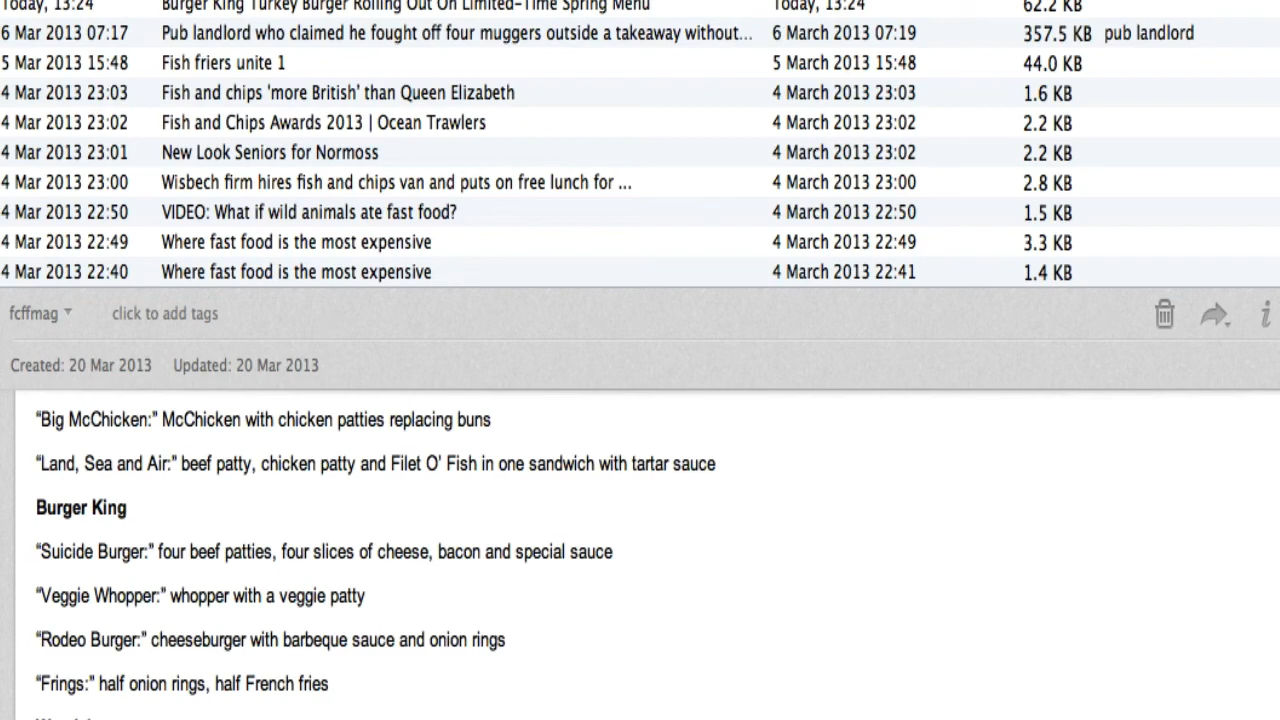 Today, 13:24 Burger King Turkey Burger Rolling Out On Limited-Time Spring Menu Today, 13:24 62.2 KB
6 Mar 2013 07:17 Pub landlord who claimed he fought off four muggers outside a takeaway without... 6 March 2013 07:19 357.5 KB pub landlord
5 Mar 2013 15:48 Fish friers unite 1 5 March 2013 15:48 44.0 KB
4 Mar 2013 23:03 Fish and chips 'more British' than Queen Elizabeth 4 March 2013 23:03 1.6 KB
4 Mar 2013 23:02 Fish and Chips Awards 2013 | Ocean Trawlers 4 March 2013 23:02 2.2 KB
4 Mar 2013 23:01 New Look Seniors for Normoss 4 March 2013 23:02 2.2 KB
4 Mar 2013 23:00 Wisbech firm hires fish and chips van and puts on free lunch for ... 4 March 2013 23:00 2.8 KB
4 Mar 2013 22:50 VIDEO: What if wild animals ate fast food? 4 March 2013 22:50 1.5 KB
4 Mar 2013 22:49 Where fast food is the most expensive 4 March 2013 22:49 3.3 KB
4 Mar 2013 22:40 Where fast food is the most expensive 4 March 2013 22:41 1.4 KB
fcffmag click to add tags
Created: 20 Mar 2013 Updated: 20 Mar 2013
“Big McChicken:” McChicken with chicken patties replacing buns
“Land, Sea and Air:” beef patty, chicken patty and Filet O' Fish in one sandwich with tartar sauce
Burger King
“Suicide Burger:” four beef patties, four slices of cheese, bacon and special sauce
“Veggie Whopper:” whopper with a veggie patty
“Rodeo Burger:” cheeseburger with barbeque sauce and onion rings
“Frings:” half onion rings, half French fries